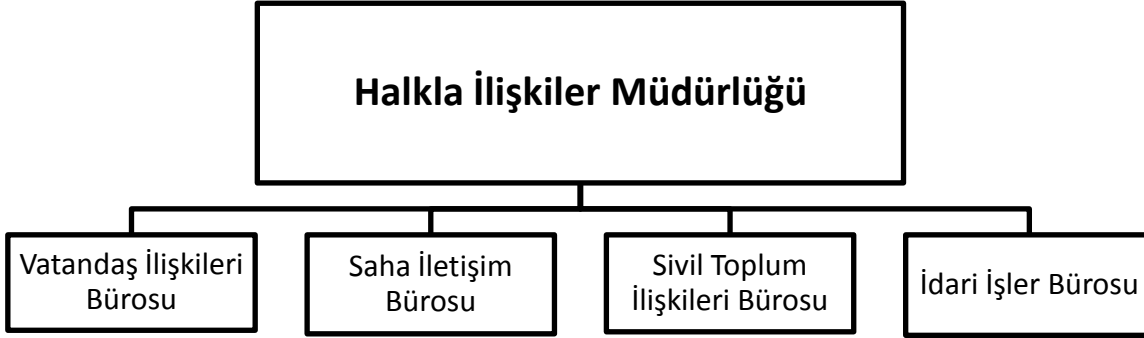 Halkla İlişkiler Müdürlüğü
Vatandaş İlişkileri
Bürosu
Saha İletişim
Bürosu
Sivil Toplum
İlişkileri Bürosu
İdari İşler Bürosu